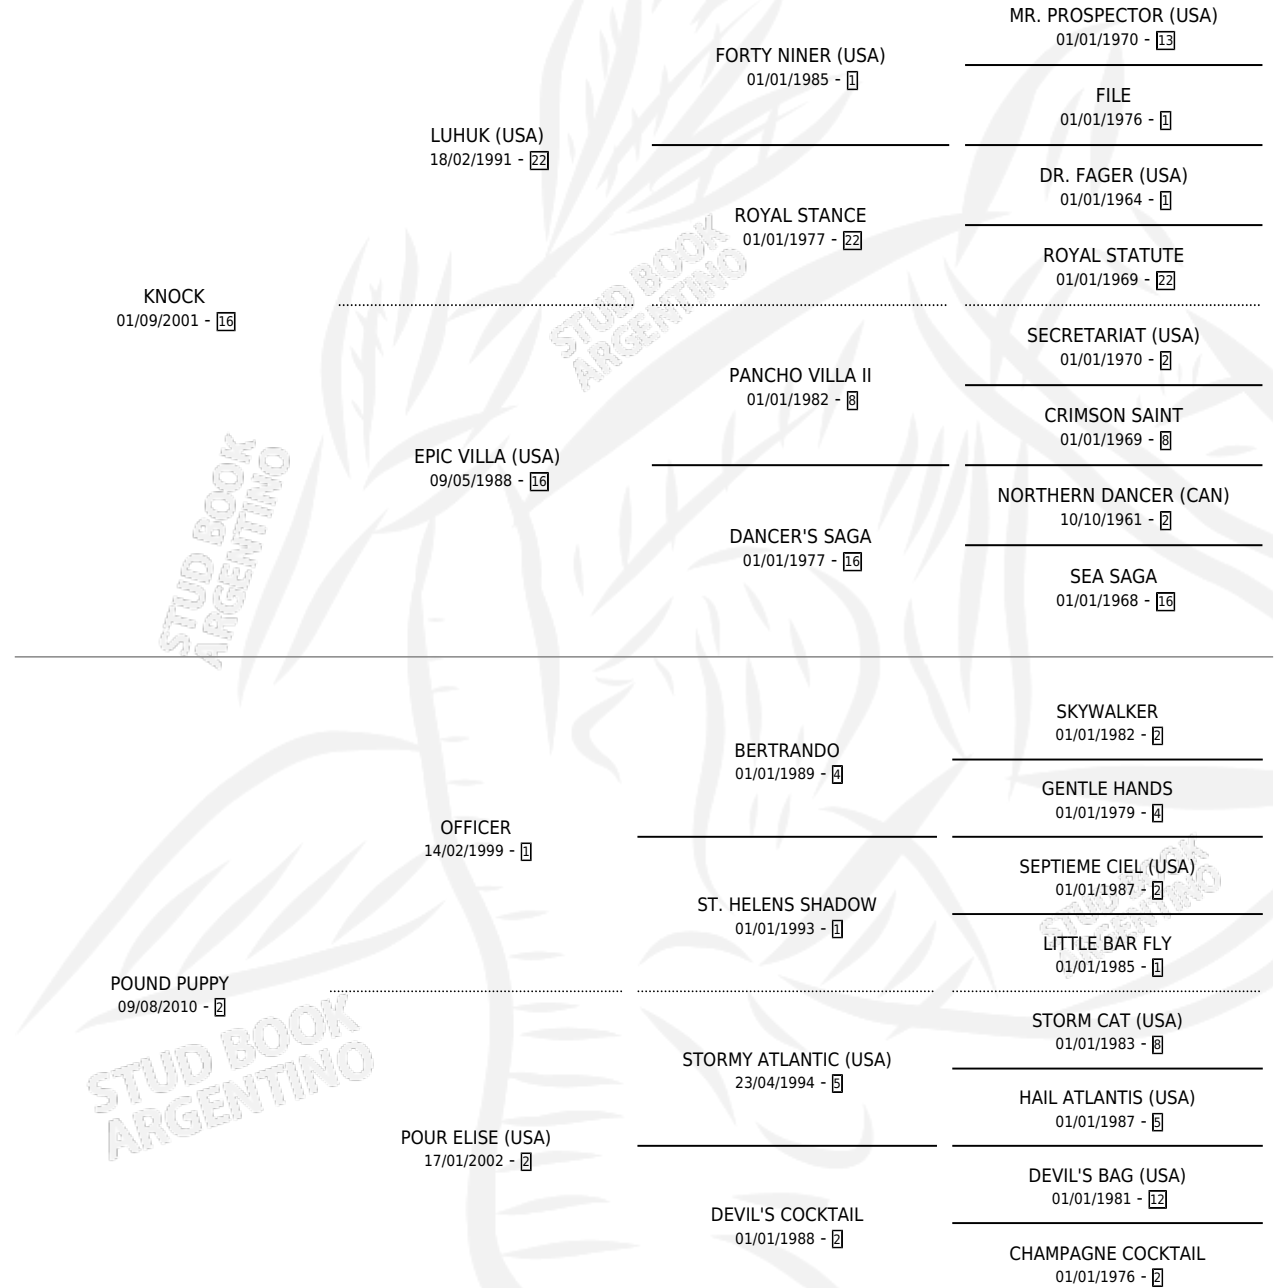 MR. PROSPECTOR (USA)
01/01/1970 - 13
FORTY NINER (USA)
01/01/1985 - 1
FILE
01/01/1976 - 1
LUHUK (USA)
18/02/1991 - 22
DR. FAGER (USA)
01/01/1964 - 1
ROYAL STANCE
01/01/1977 - 22
ROYAL STATUTE
01/01/1969 - 22
KNOCK
01/09/2001 - 16
SECRETARIAT (USA)
01/01/1970 - 2
PANCHO VILLA II
01/01/1982 - 8
CRIMSON SAINT
01/01/1969 - 8
EPIC VILLA (USA)
09/05/1988 - 16
NORTHERN DANCER (CAN)
10/10/1961 - 2
DANCER'S SAGA
01/01/1977 - 16
SEA SAGA
01/01/1968 - 16
STUD BOOK
ARGENTINO
STUD BOOK
ARGENTINO
SKYWALKER
01/01/1982 - 2
BERTRANDO
01/01/1989 - 4
GENTLE HANDS
01/01/1979 - 4
OFFICER
14/02/1999 - 1
SEPTIEME CIEL (USA)
01/01/1987 - 2
ST. HELENS SHADOW
01/01/1993 - 1
LITTLE BAR FLY
01/01/1985 - 1
STUD BOOK
ARGENTINO
POUND PUPPY
09/08/2010 - 2
STORM CAT (USA)
01/01/1983 - 8
STORMY ATLANTIC (USA)
23/04/1994 - 5
HAIL ATLANTIS (USA)
01/01/1987 - 5
POUR ELISE (USA)
17/01/2002 - 2
DEVIL'S BAG (USA)
01/01/1981 - 12
DEVIL'S COCKTAIL
01/01/1988 - 2
CHAMPAGNE COCKTAIL
01/01/1976 - 2
STUD BOOK
ARGENTINO